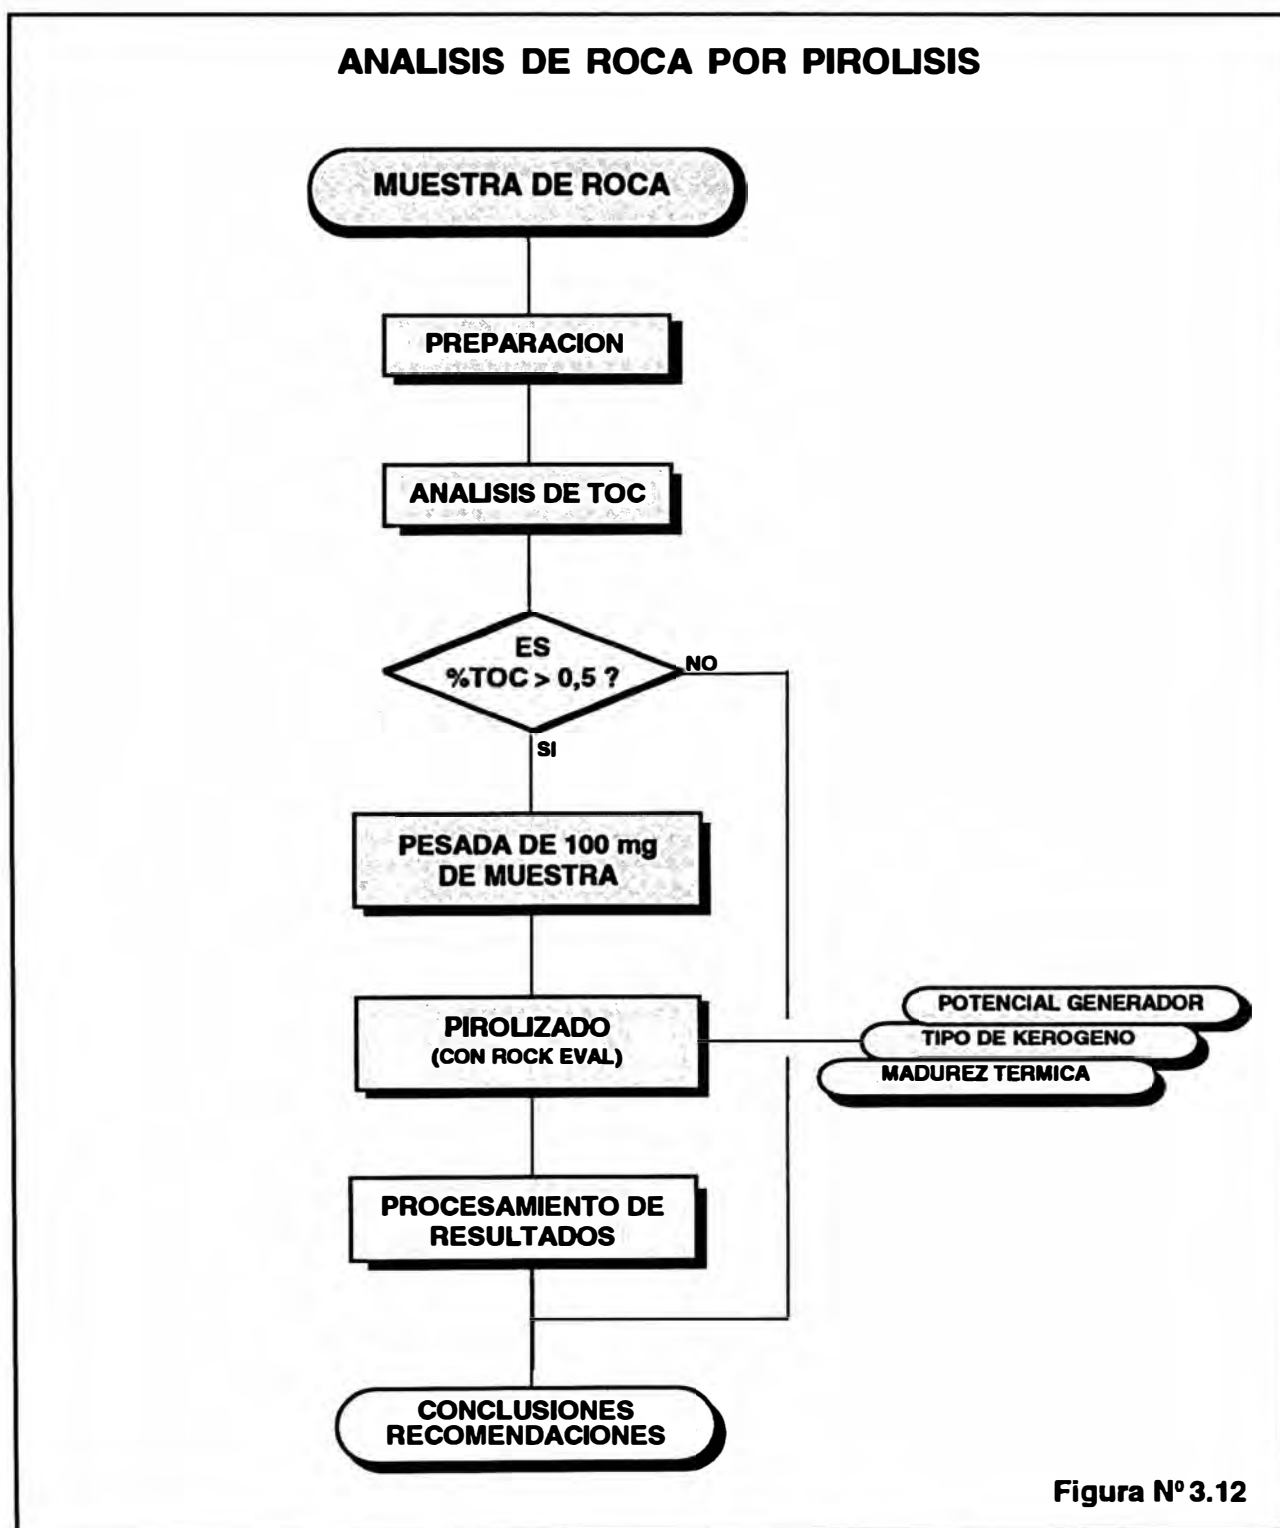 ANALISIS DE ROCA POR PIROLISIS
MUESTRA DE ROCA
PREPARACION
ANALISIS DE TOC
ES
%TOC > 0,5 ?
NO
SI
PESADA DE 100 mg
DE MUESTRA
PIROLIZADO
(CON ROCK EVAL)
POTENCIAL GENERADOR
TIPO DE KEROGENO
MADUREZ TERMICA
PROCESAMIENTO DE
RESULTADOS
CONCLUSIONES
RECOMENDACIONES
Figura Nº 3.12